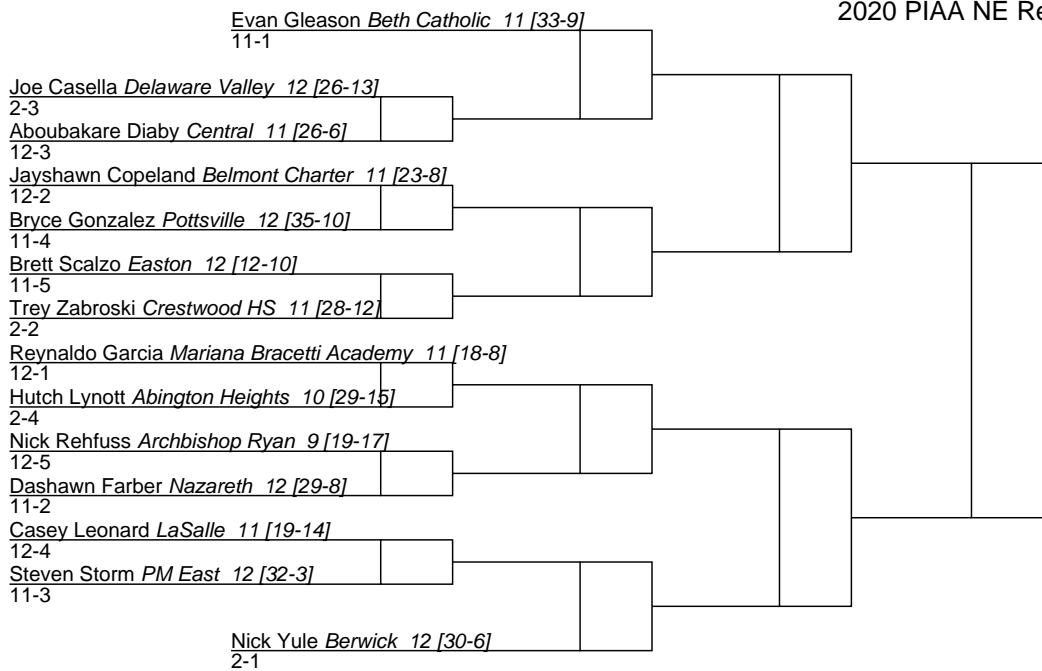 2020 PIAA NE Re
Evan Gleason Beth Catholic 11 [33-9]
11-1
Joe Casella Delaware Valley 12 [26-13]
2-3
Aboubakare Diaby Central 11 [26-6]
12-3
Jayshawn Copeland Belmont Charter 11 [23-8]
12-2
Bryce Gonzalez Pottsville 12 [35-10]
11-4
Brett Scalzo Easton 12 [12-10]
11-5
Trey Zabroski Crestwood HS 11 [28-12]
2-2
Reynaldo Garcia Mariana Bracetti Academy 11 [18-8]
12-1
Hutch Lynott Abington Heights 10 [29-15]
2-4
Nick Rehfuss Archbishop Ryan 9 [19-17]
12-5
Dashawn Farber Nazareth 12 [29-8]
11-2
Casey Leonard LaSalle 11 [19-14]
12-4
Steven Storm PM East 12 [32-3]
11-3
Nick Yule Berwick 12 [30-6]
2-1